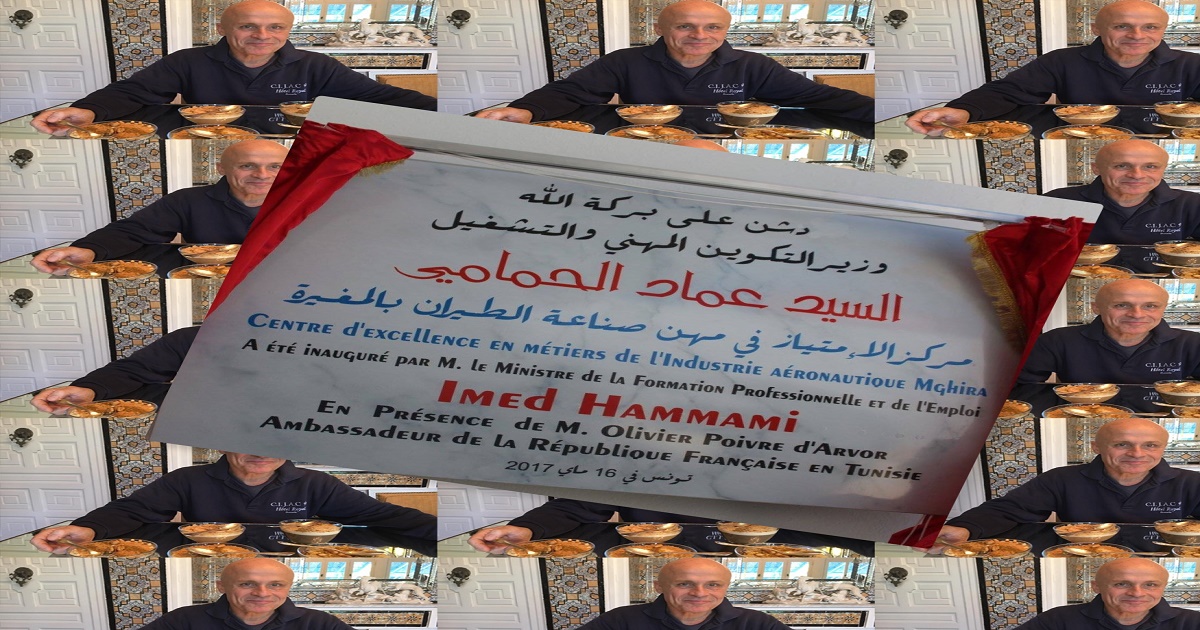 دشن على بركة الله
وزير التكوين المهني والتشغيل
السيد عماد الحمامي
مركز الامتياز في مهن صناعة الطيران بالمغيرة
Centre d'excellence en métiers de l'Industrie aéronautique Mghira
A été inauguré par M. le Ministre de la Formation Professionnelle et de l'Emploi
Imed Hammami
En Présence de M. Olivier Poivre d'Arvor
Ambassadeur de la République Française en Tunisie
تونس في 16 ماي 2017
C.I.J.A.C
Hôtel Royal